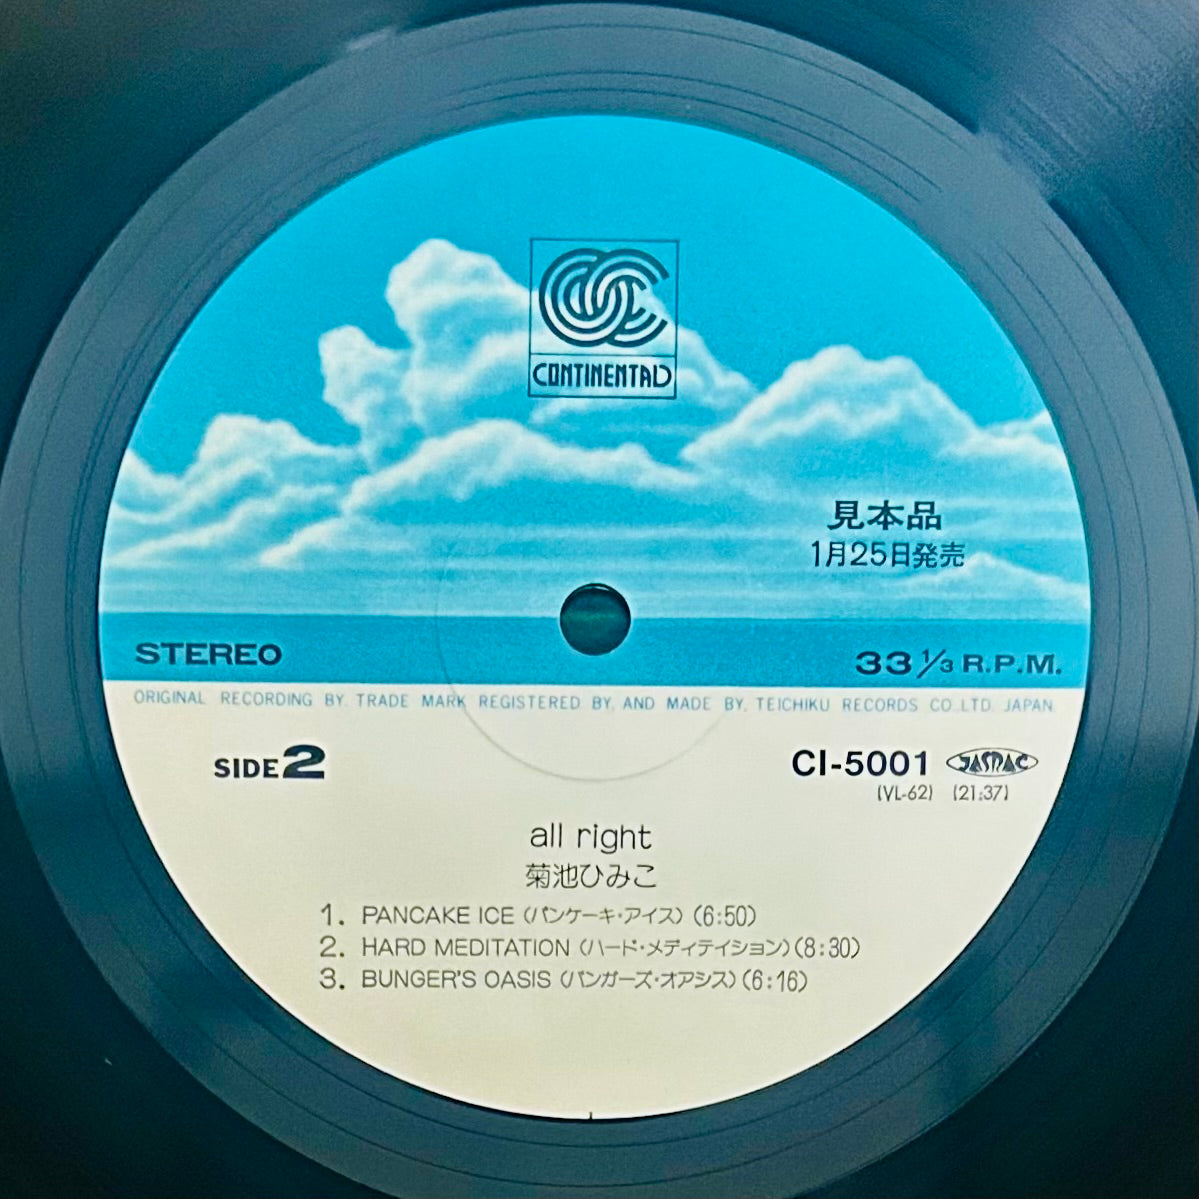 CONTINENTAL
見本品
1月25日発売
STEREO
33 1/3 R.P.M.
ORIGINAL RECORDING BY. TRADE MARK REGISTERED BY. AND MADE BY. TEICHIKU RECORDS CO.,LTD. JAPAN
SIDE 2
CI-5001 JASRAC
(VL-62) (21:37)
all right
菊池ひみこ
1. PANCAKE ICE (パンケーキ・アイス) (6:50)
2. HARD MEDITATION (ハード・メディテイション) (8:30)
3. BUNGER'S OASIS (バンガーズ・オアシス) (6:16)